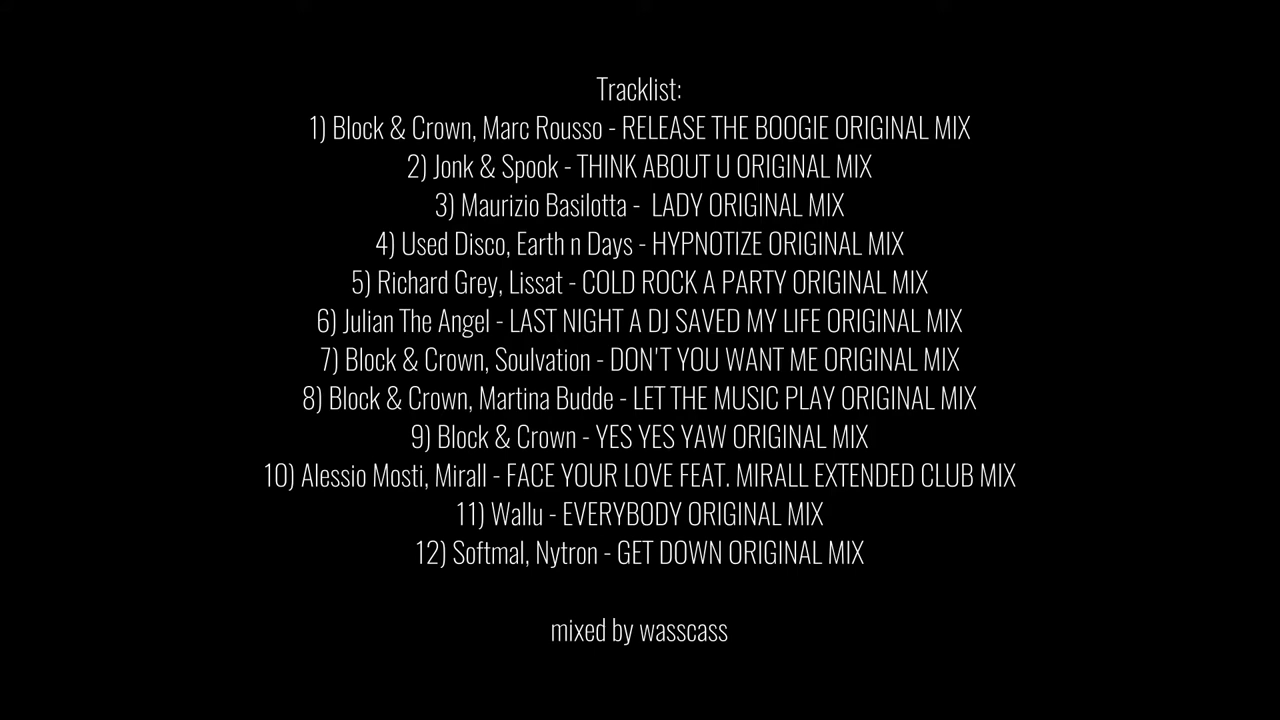 Tracklist:
1) Block & Crown, Marc Rousso - RELEASE THE BOOGIE ORIGINAL MIX
2) Jonk & Spook - THINK ABOUT U ORIGINAL MIX
3) Maurizio Basilotta - LADY ORIGINAL MIX
4) Used Disco, Earth n Days - HYPNOTIZE ORIGINAL MIX
5) Richard Grey, Lissat - COLD ROCK A PARTY ORIGINAL MIX
6) Julian The Angel - LAST NIGHT A DJ SAVED MY LIFE ORIGINAL MIX
7) Block & Crown, Soulvation - DON'T YOU WANT ME ORIGINAL MIX
8) Block & Crown, Martina Budde - LET THE MUSIC PLAY ORIGINAL MIX
9) Block & Crown - YES YES YAW ORIGINAL MIX
10) Alessio Mosti, Mirall - FACE YOUR LOVE FEAT. MIRALL EXTENDED CLUB MIX
11) Wallu - EVERYBODY ORIGINAL MIX
12) Softmal, Nytron - GET DOWN ORIGINAL MIX
mixed by wasscass